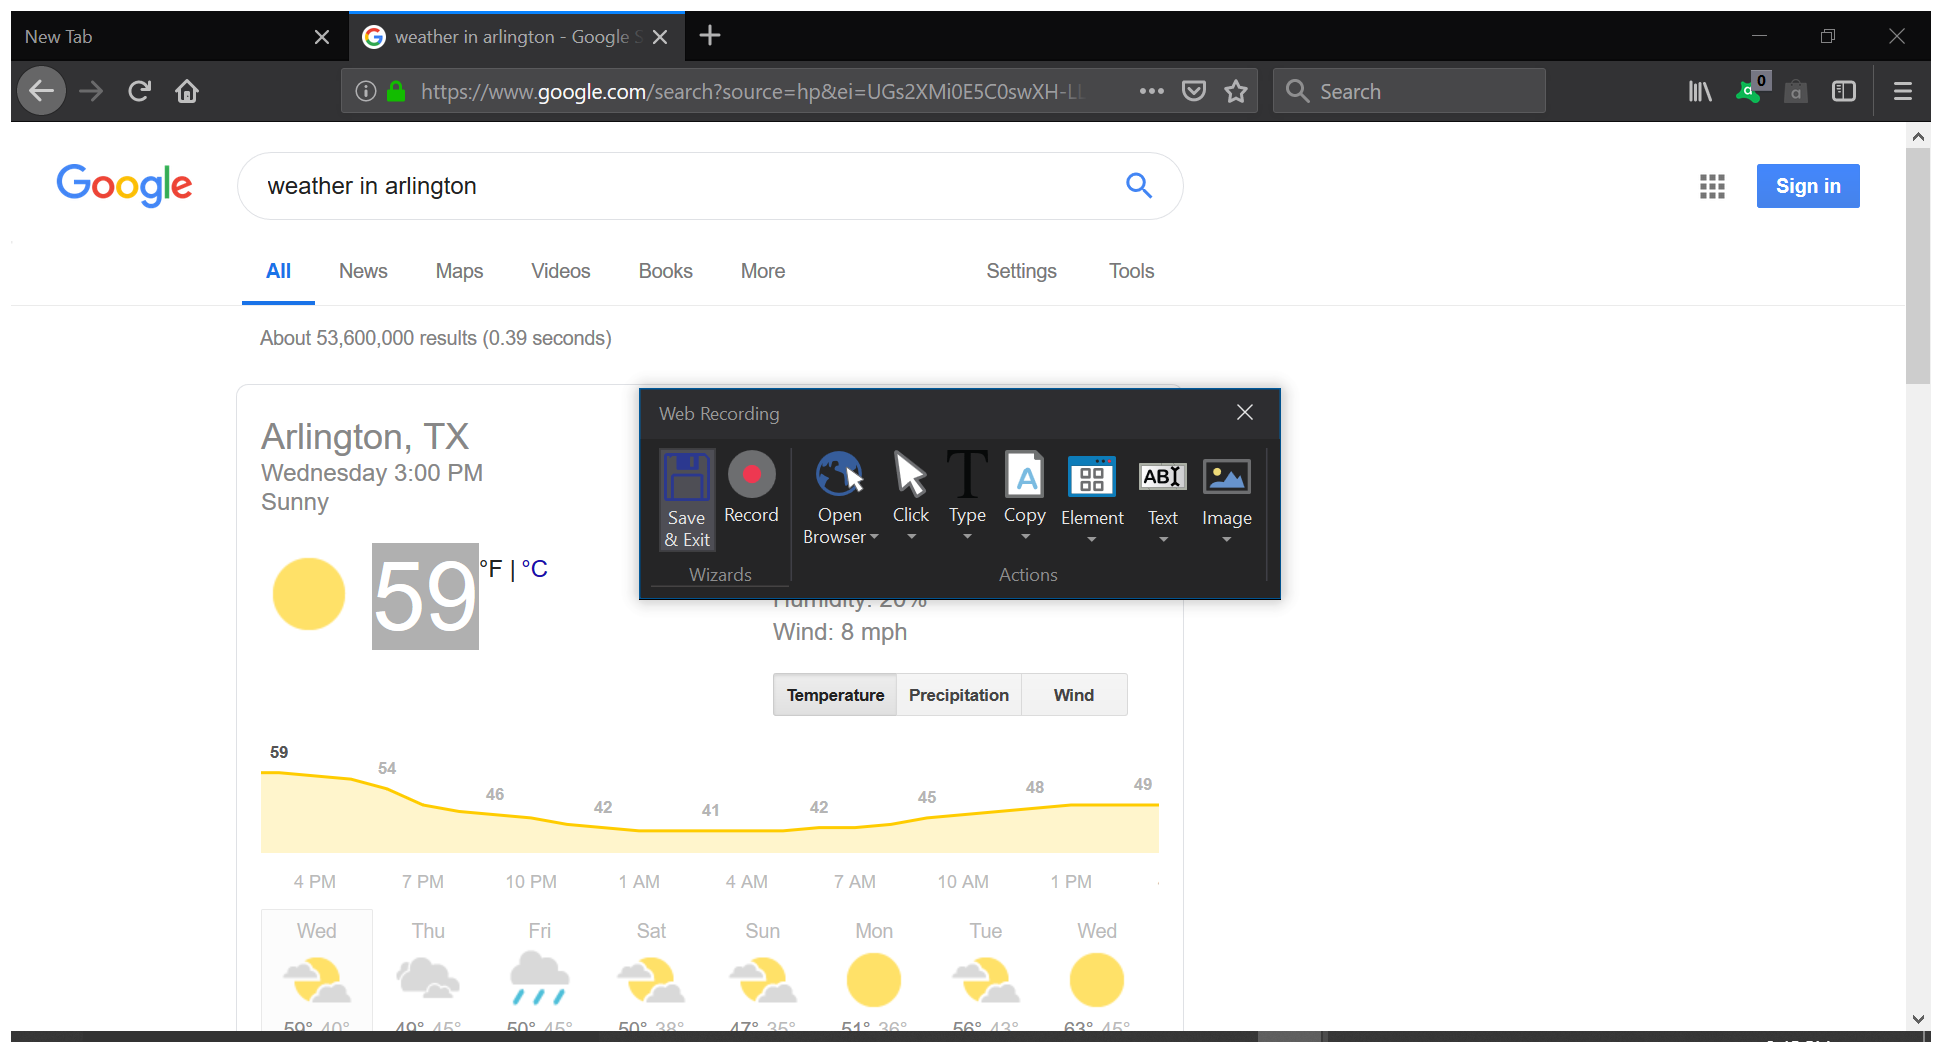 New Tab
weather in arlington - Google S
https://www.google.com/search?source=hp&ei=UGs2XMi0E5C0swXH-LL
Search
0
Google
weather in arlington
Sign in
All News Maps Videos Books More Settings Tools
About 53,600,000 results (0.39 seconds)
Arlington, TX
Wednesday 3:00 PM
Sunny
59 °F | °C
Web Recording
Save & Exit
Record
Open Browser
Click
Type
Copy
Element
Text
Image
Wizards
Actions
Humidity: 20%
Wind: 8 mph
Temperature Precipitation Wind
59 54 46 42 41 42 45 48 49
4 PM 7 PM 10 PM 1 AM 4 AM 7 AM 10 AM 1 PM
Wed Thu Fri Sat Sun Mon Tue Wed
59° 40° 49° 45° 50° 45° 50° 38° 47° 35° 51° 36° 56° 43° 63° 45°